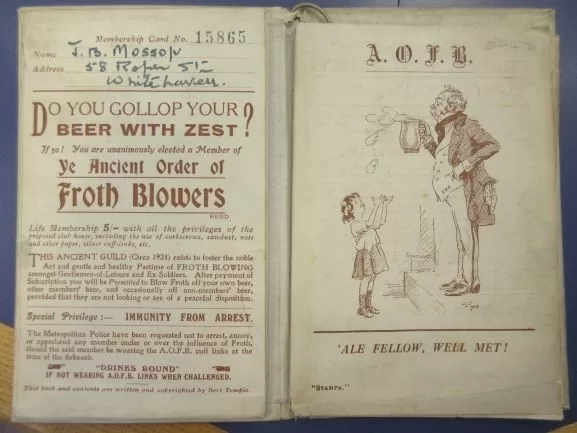 Membership Card No. 15865
Name J. B. Mossop
Address 58 Roper St.
Whitehaven.
DO YOU GOLLOP YOUR
BEER WITH ZEST ?
If so! You are unanimously elected a Member of
Ye Ancient Order of
Froth Blowers
REGD.
Life Membership 5/- with all the privileges of the
proposed club house, including the use of corkscrews, sawdust, note
and other paper, silver cuff-links, etc.
THIS ANCIENT GUILD (Circa 1924) exists to foster the noble
Art and gentle and healthy Pastime of FROTH BLOWING
amongst Gentlemen-of-Leisure and Ex-Soldiers. After payment of
Subscription you will be Permitted to Blow Froth off your own beer,
other members' beer, and occasionally off non-members' beer,
provided that they are not looking or are of a peaceful disposition.
Special Privilege :— IMMUNITY FROM ARREST.
The Metropolitan Police have been requested not to arrest, annoy,
or apprehend any member under or over the influence of Froth,
should the said member be wearing the A.O.F.B. cuff links at the
time of the debauch.
"DRINKS ROUND"
IF NOT WEARING A.O.F.B. LINKS WHEN CHALLENGED.
This book and contents are written and copyrighted by Bert Temple.
A. O. F. B.
'ALE FELLOW, WELL MET!
"STAMPA."